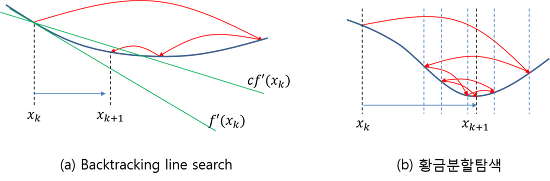 cf′(xₖ)
f′(xₖ)
xₖ
xₖ₊₁
(a) Backtracking line search
xₖ
xₖ₊₁
(b) 황금분할탐색